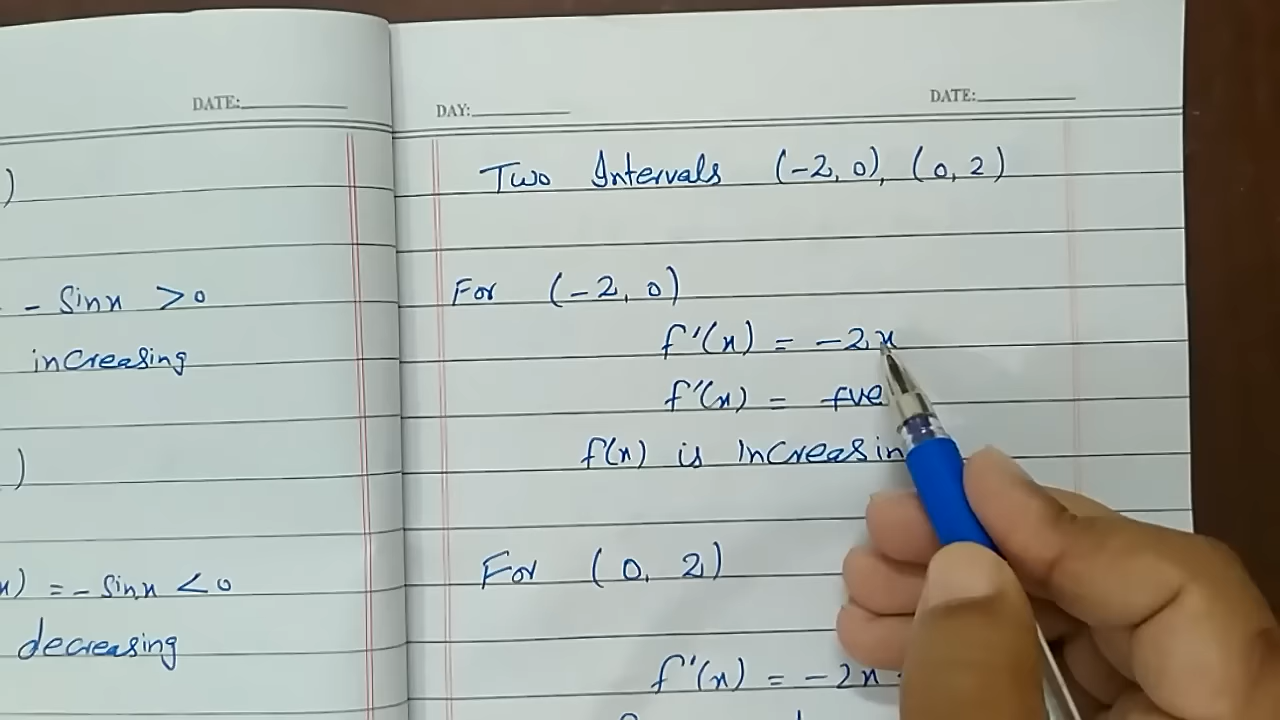 DATE:
)
- Sinx >0
increasing
)
x) = - Sinx <0
decreasing
DAY: DATE:
Two Intervals (-2, 0), (0, 2)
For (-2, 0)
f'(x) = -2x
f'(x) = +ve
f(x) is Increasin
For (0, 2)
f'(x) = -2x